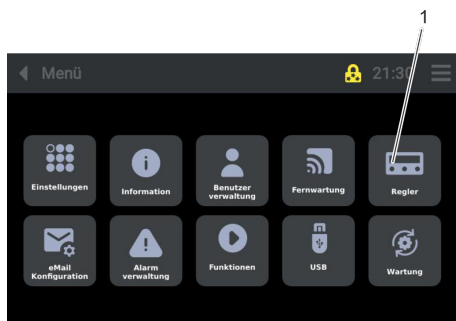 1
Menü
21:30
Einstellungen
Information
Benutzer
verwaltung
Fernwartung
Regler
eMail
Konfiguration
Alarm
verwaltung
Funktionen
USB
Wartung